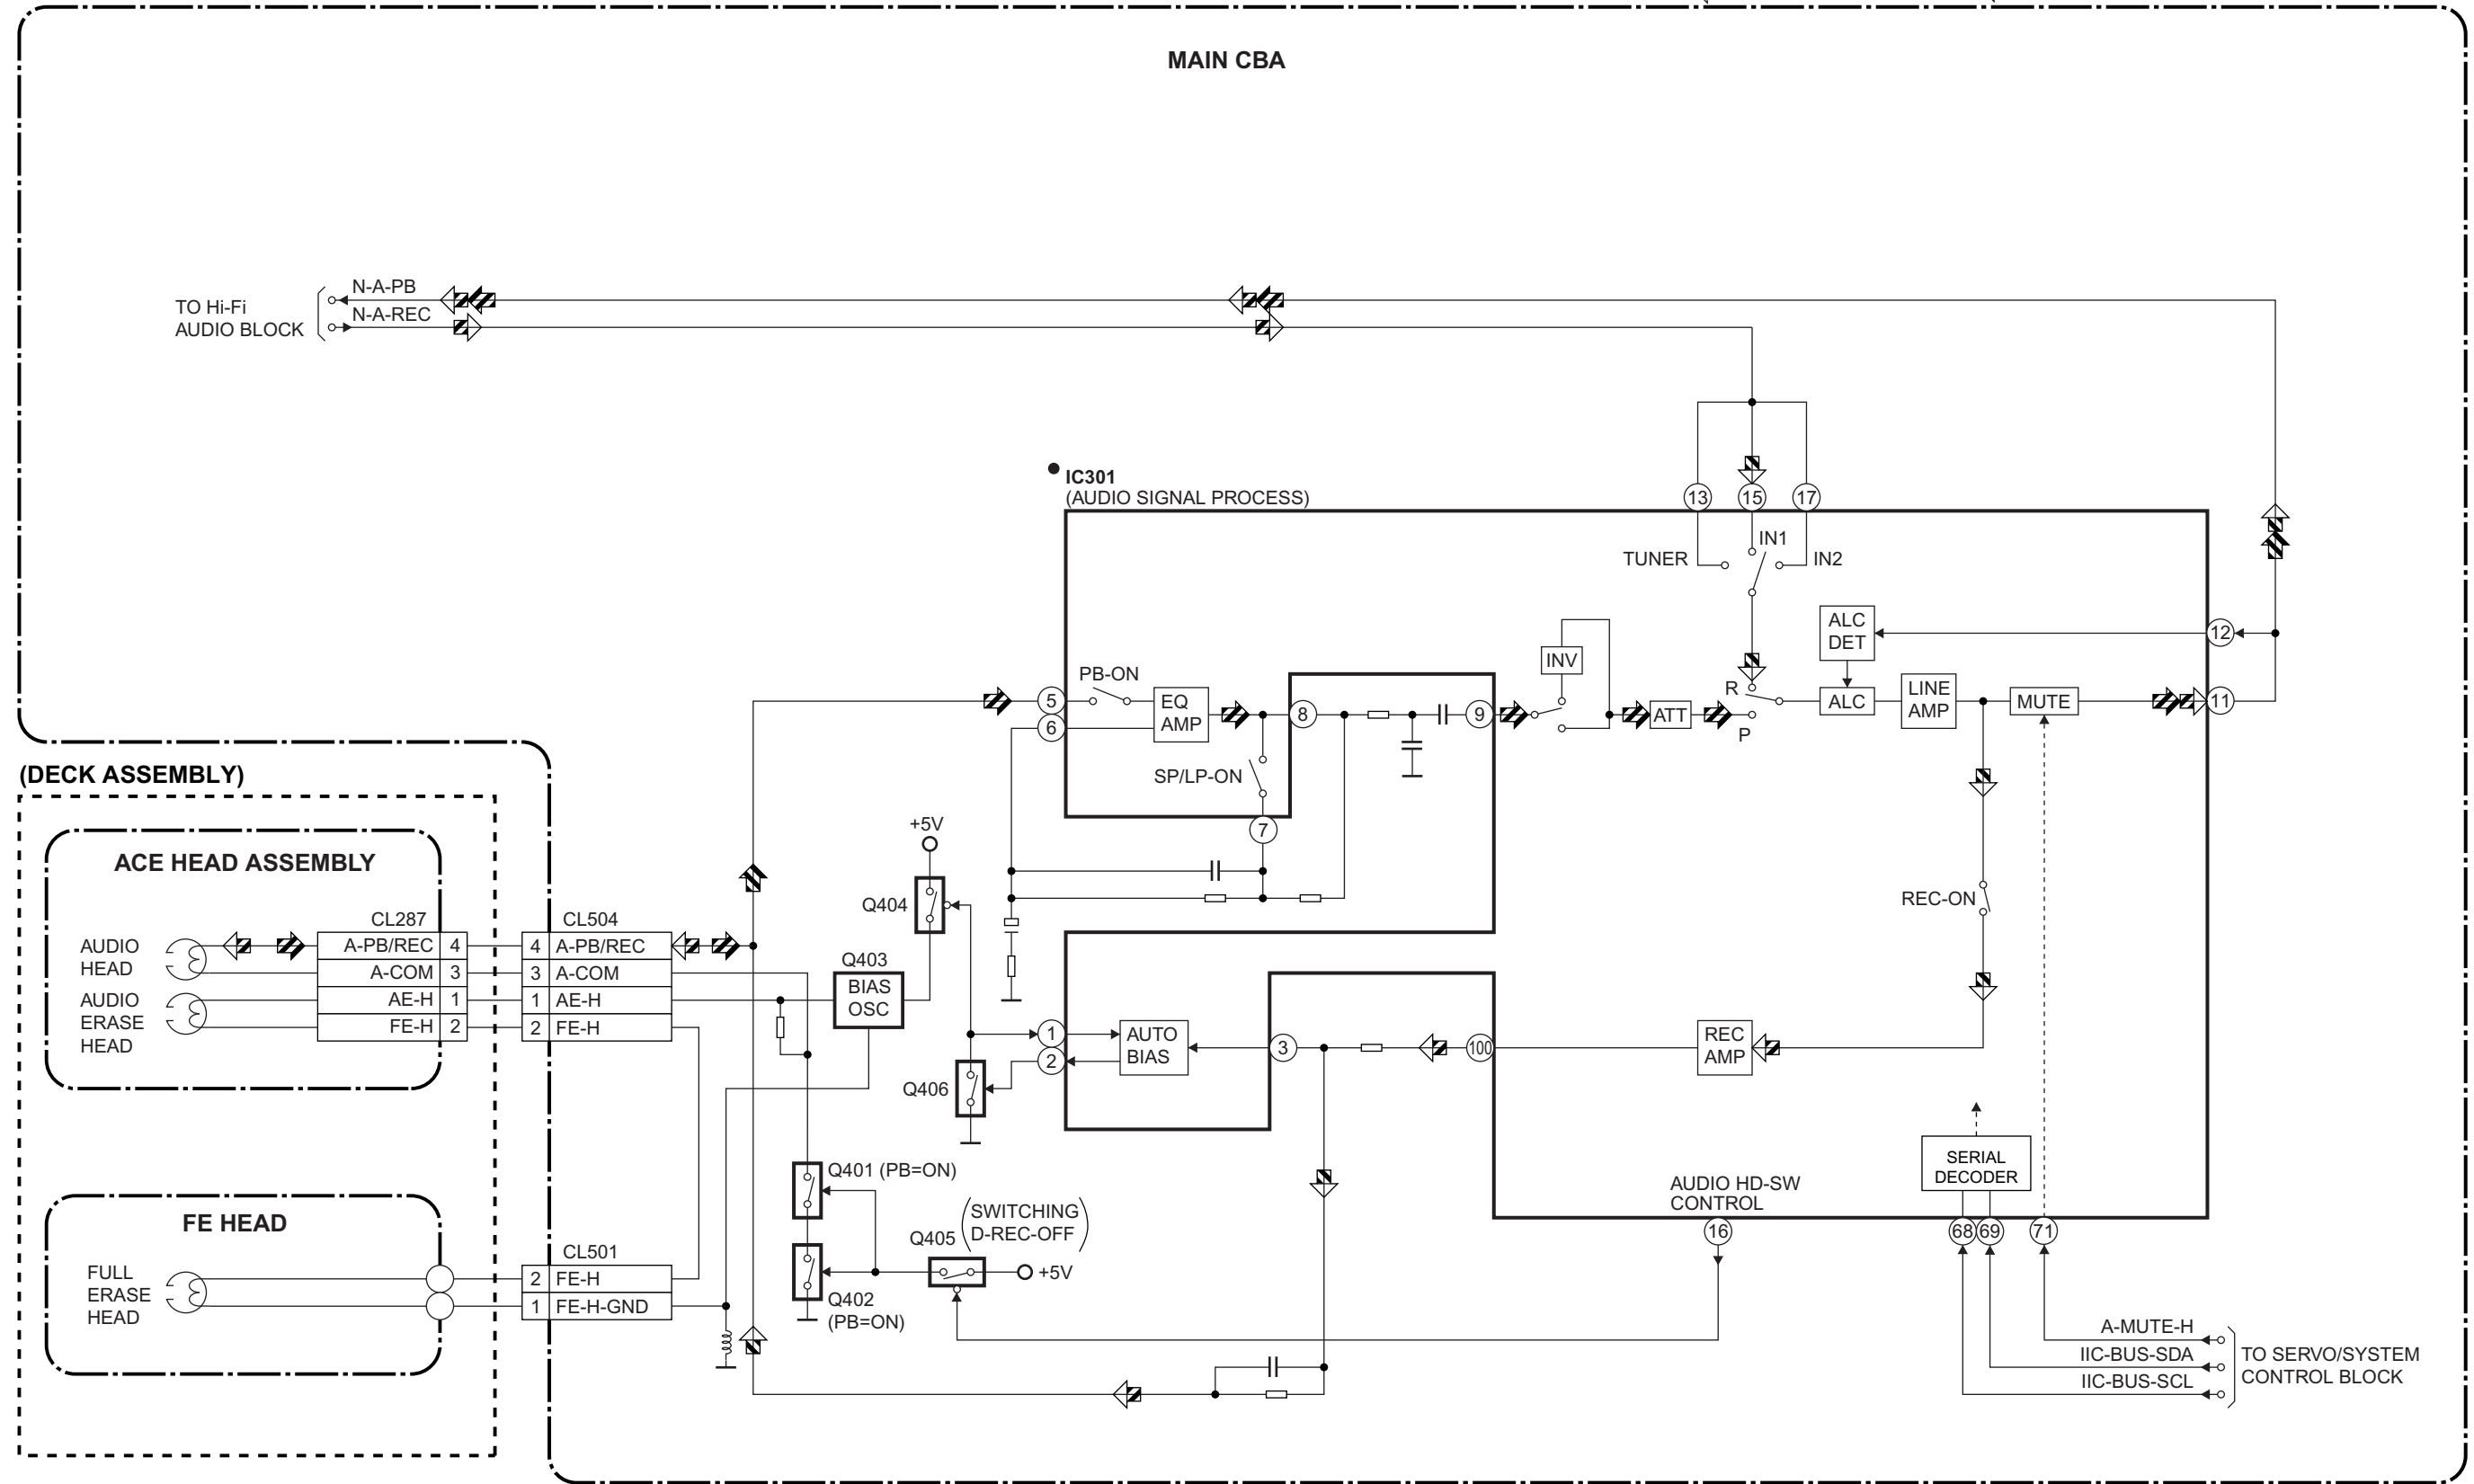 MAIN CBA
TO Hi-Fi
AUDIO BLOCK
N-A-PB
N-A-REC
IC301
(AUDIO SIGNAL PROCESS)
13
15
17
TUNER
IN1
IN2
ALC
DET
12
INV
PB-ON
5
6
EQ
AMP
8
9
ATT
R
P
ALC
LINE
AMP
MUTE
11
SP/LP-ON
7
(DECK ASSEMBLY)
ACE HEAD ASSEMBLY
+5V
Q404
REC-ON
CL287
CL504
AUDIO
HEAD
A-PB/REC 4
4 A-PB/REC
A-COM 3
3 A-COM
AUDIO
ERASE
HEAD
AE-H 1
1 AE-H
FE-H 2
2 FE-H
Q403
BIAS
OSC
1
2
AUTO
BIAS
3
100
REC
AMP
Q406
SERIAL
DECODER
Q401 (PB=ON)
AUDIO HD-SW
CONTROL
16
68
69
71
FE HEAD
Q405
(SWITCHING
D-REC-OFF)
+5V
CL501
FULL
ERASE
HEAD
2 FE-H
1 FE-H-GND
Q402
(PB=ON)
A-MUTE-H
IIC-BUS-SDA
IIC-BUS-SCL
TO SERVO/SYSTEM
CONTROL BLOCK